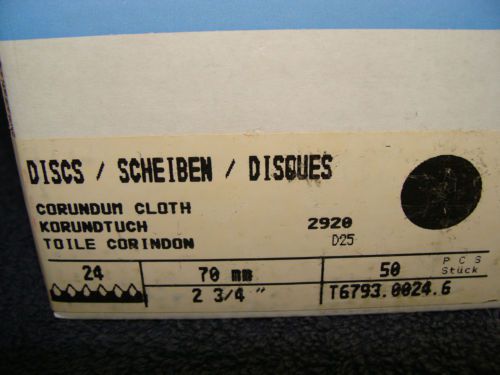 DISCS / SCHEIBEN / DISQUES
CORUNDUM CLOTH
KORUNDTUCH 2920
TOILE CORINDON D25
24 70 mm 50 PCS Stück
2 3/4 " T6793.0024.6